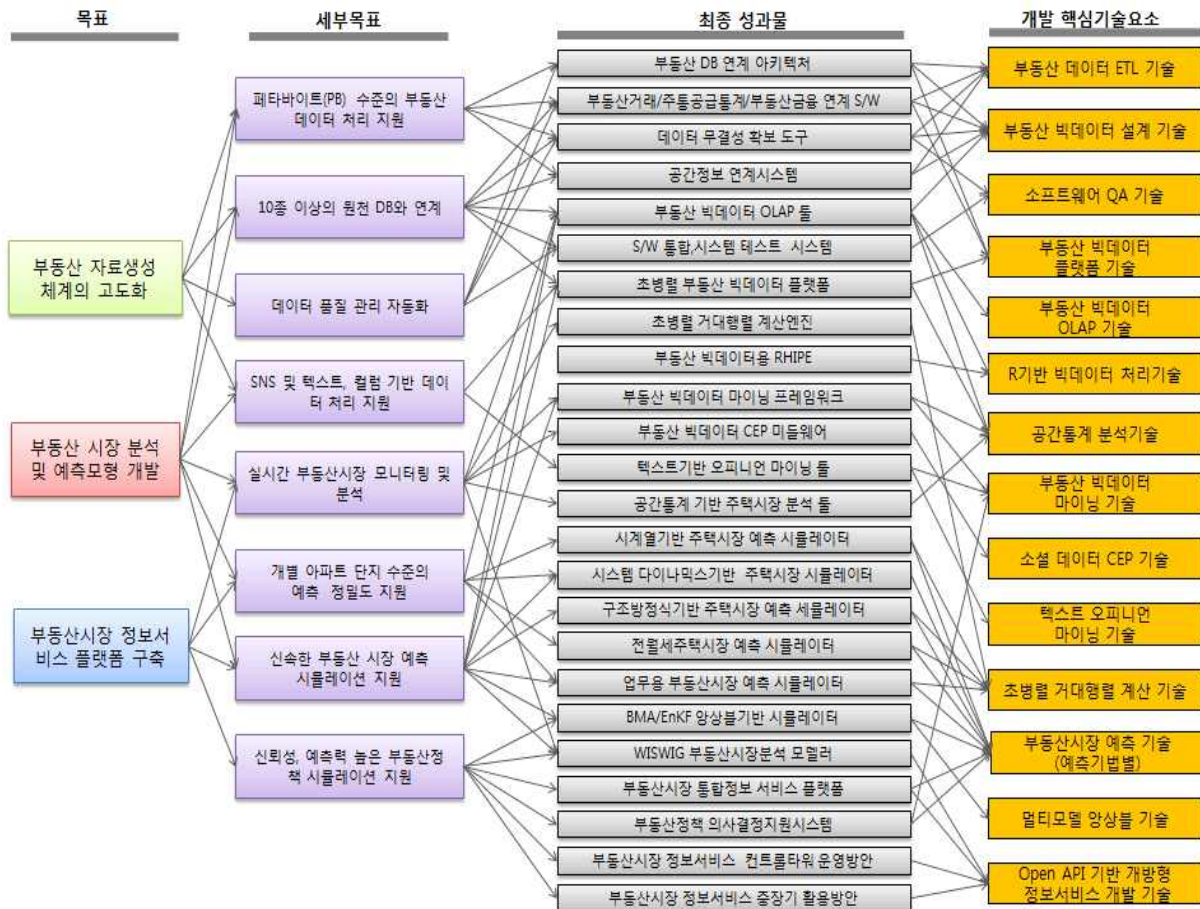 목표
세부목표
최종 성과물
개발 핵심기술요소
부동산 자료생성
체계의 고도화
부동산 시장 분석
및 예측모형 개발
부동산시장 정보서
비스 플랫폼 구축
페타바이트(PB) 수준의 부동산
데이터 처리 지원
10종 이상의 원천 DB와 연계
데이터 품질 관리 자동화
SNS 및 텍스트, 컬럼 기반 데이
터 처리 지원
실시간 부동산시장 모니터링 및
분석
개별 아파트 단지 수준의
예측 정밀도 지원
신속한 부동산 시장 예측
시뮬레이션 지원
신뢰성, 예측력 높은 부동산정
책 시뮬레이션 지원
부동산 DB 연계 아키텍처
부동산거래/주통공급통계/부동산금융 연계 S/W
데이터 무결성 확보 도구
공간정보 연계시스템
부동산 빅데이터 OLAP 툴
S/W 통합,시스템 테스트 시스템
초병렬 부동산 빅데이터 플랫폼
초병렬 거대행렬 계산엔진
부동산 빅데이터용 RHIPE
부동산 빅데이터 마이닝 프레임워크
부동산 빅데이터 CEP 미들웨어
텍스트기반 오피니언 마이닝 툴
공간통계 기반 주택시장 분석 툴
시계열기반 주택시장 예측 시뮬레이터
시스템 다이나믹스기반 주택시장 시뮬레이터
구조방정식기반 주택시장 예측 세뮬레이터
전월세주택시장 예측 시뮬레이터
업무용 부동산시장 예측 시뮬레이터
BMA/EnKF 앙상블기반 시뮬레이터
WISWIG 부동산시장분석 모델러
부동산시장 통합정보 서비스 플랫폼
부동산정책 의사결정지원시스템
부동산시장 정보서비스 컨트롤타워 운영방안
부동산시장 정보서비스 중장기 활용방안
부동산 데이터 ETL 기술
부동산 빅데이터 설계 기술
소프트웨어 QA 기술
부동산 빅데이터
플랫폼 기술
부동산 빅데이터
OLAP 기술
R기반 빅데이터 처리기술
공간통계 분석기술
부동산 빅데이터
마이닝 기술
소셜 데이터 CEP 기술
텍스트 오피니언
마이닝 기술
초병렬 거대행렬 계산 기술
부동산시장 예측 기술
(예측기법별)
멀티모델 앙상블 기술
Open API 기반 개방형
정보서비스 개발 기술